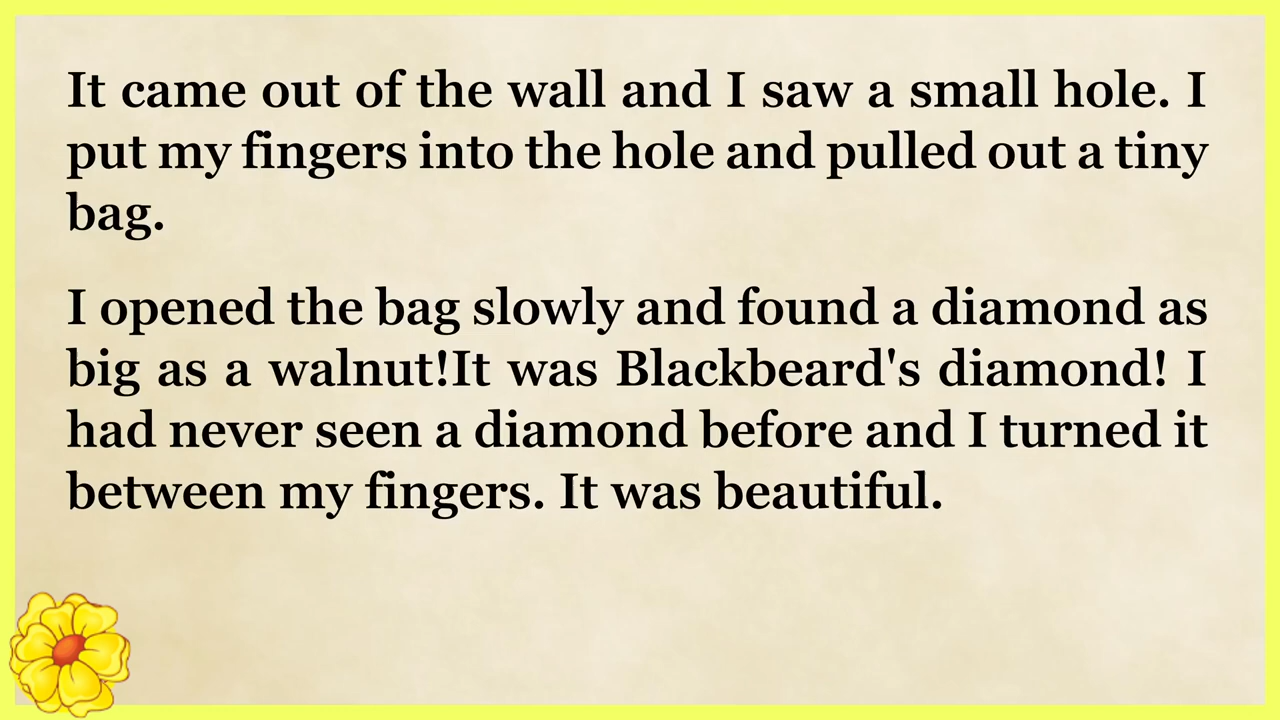 It came out of the wall and I saw a small hole. I
put my fingers into the hole and pulled out a tiny
bag.
I opened the bag slowly and found a diamond as
big as a walnut!It was Blackbeard's diamond! I
had never seen a diamond before and I turned it
between my fingers. It was beautiful.